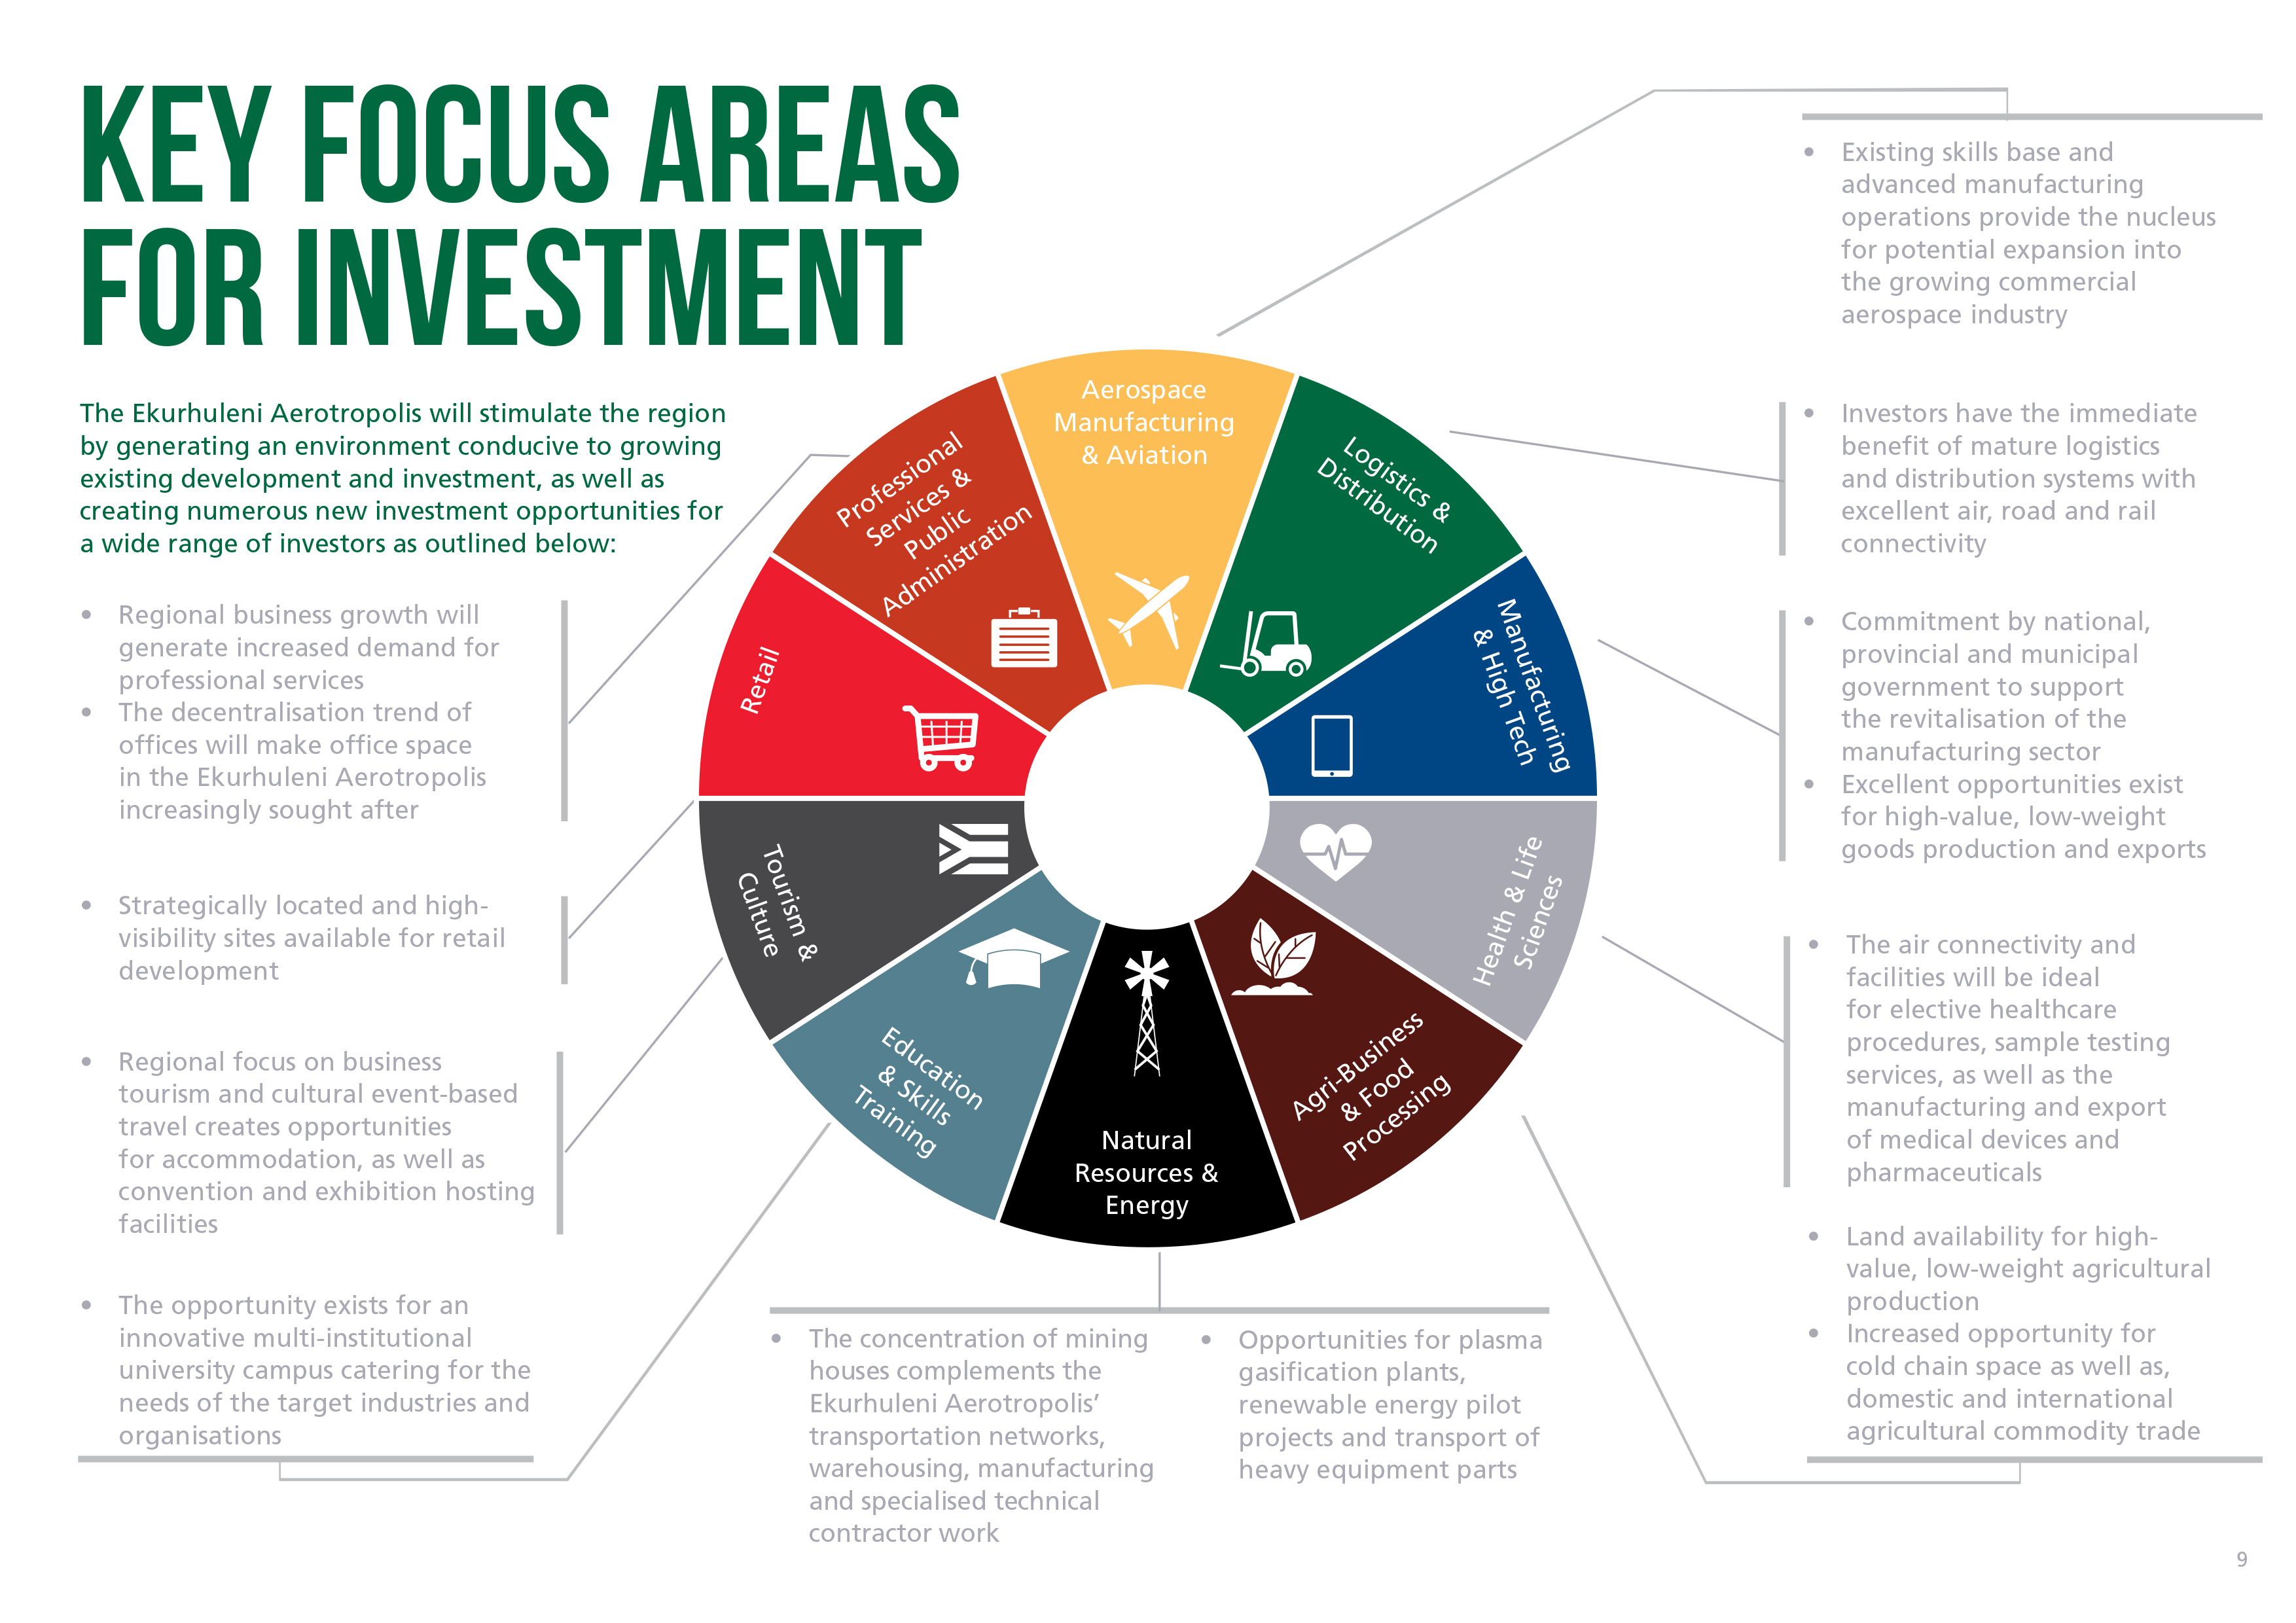 KEY FOCUS AREAS
FOR INVESTMENT
The Ekurhuleni Aerotropolis will stimulate the region
by generating an environment conducive to growing
existing development and investment, as well as
creating numerous new investment opportunities for
a wide range of investors as outlined below:
• Regional business growth will
generate increased demand for
professional services
• The decentralisation trend of
offices will make office space
in the Ekurhuleni Aerotropolis
increasingly sought after
• Strategically located and high-
visibility sites available for retail
development
• Regional focus on business
tourism and cultural event-based
travel creates opportunities
for accommodation, as well as
convention and exhibition hosting
facilities
• The opportunity exists for an
innovative multi-institutional
university campus catering for the
needs of the target industries and
organisations
Aerospace
Manufacturing
& Aviation
Logistics &
Distribution
Manufacturing
& High Tech
Health & Life
Sciences
Agri-Business
& Food
Processing
Natural
Resources &
Energy
Education
& Skills
Training
Tourism &
Culture
Retail
Professional
Services &
Public
Administration
• The concentration of mining
houses complements the
Ekurhuleni Aerotropolis’
transportation networks,
warehousing, manufacturing
and specialised technical
contractor work
• Opportunities for plasma
gasification plants,
renewable energy pilot
projects and transport of
heavy equipment parts
• Existing skills base and
advanced manufacturing
operations provide the nucleus
for potential expansion into
the growing commercial
aerospace industry
• Investors have the immediate
benefit of mature logistics
and distribution systems with
excellent air, road and rail
connectivity
• Commitment by national,
provincial and municipal
government to support
the revitalisation of the
manufacturing sector
• Excellent opportunities exist
for high-value, low-weight
goods production and exports
• The air connectivity and
facilities will be ideal
for elective healthcare
procedures, sample testing
services, as well as the
manufacturing and export
of medical devices and
pharmaceuticals
• Land availability for high-
value, low-weight agricultural
production
• Increased opportunity for
cold chain space as well as,
domestic and international
agricultural commodity trade
9